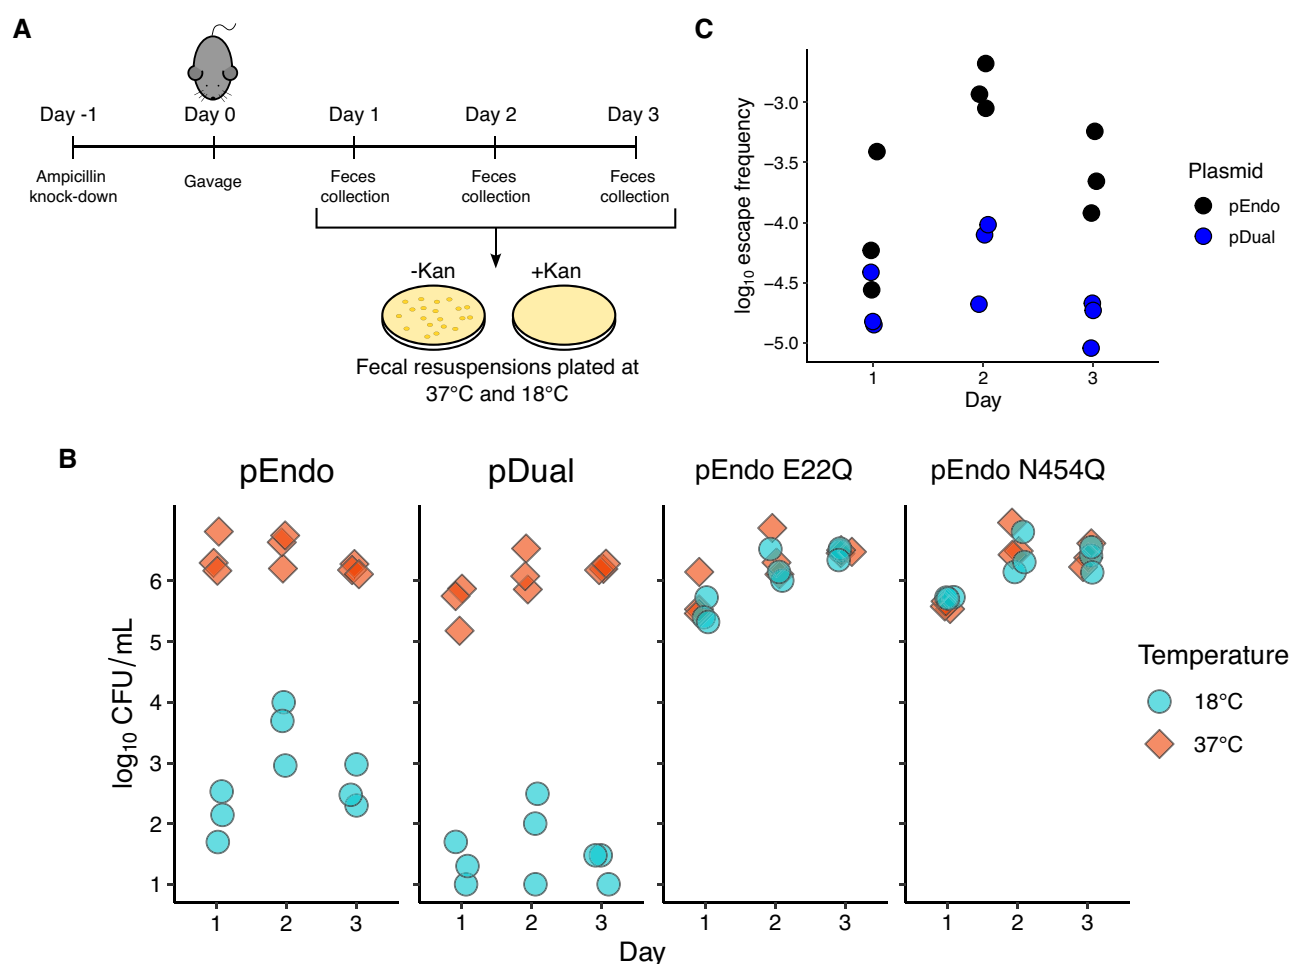 A
Day -1
Day 0
Day 1
Day 2
Day 3
Ampicillin
knock-down
Gavage
Feces
collection
Feces
collection
Feces
collection
-Kan
+Kan
Fecal resuspensions plated at
37°C and 18°C
C
log₁₀ escape frequency
−3.0
−3.5
−4.0
−4.5
−5.0
1
2
3
Day
Plasmid
pEndo
pDual
B
pEndo
pDual
pEndo E22Q
pEndo N454Q
log₁₀ CFU/mL
6
5
4
3
2
1
1 2 3
1 2 3
1 2 3
1 2 3
Day
Temperature
18°C
37°C